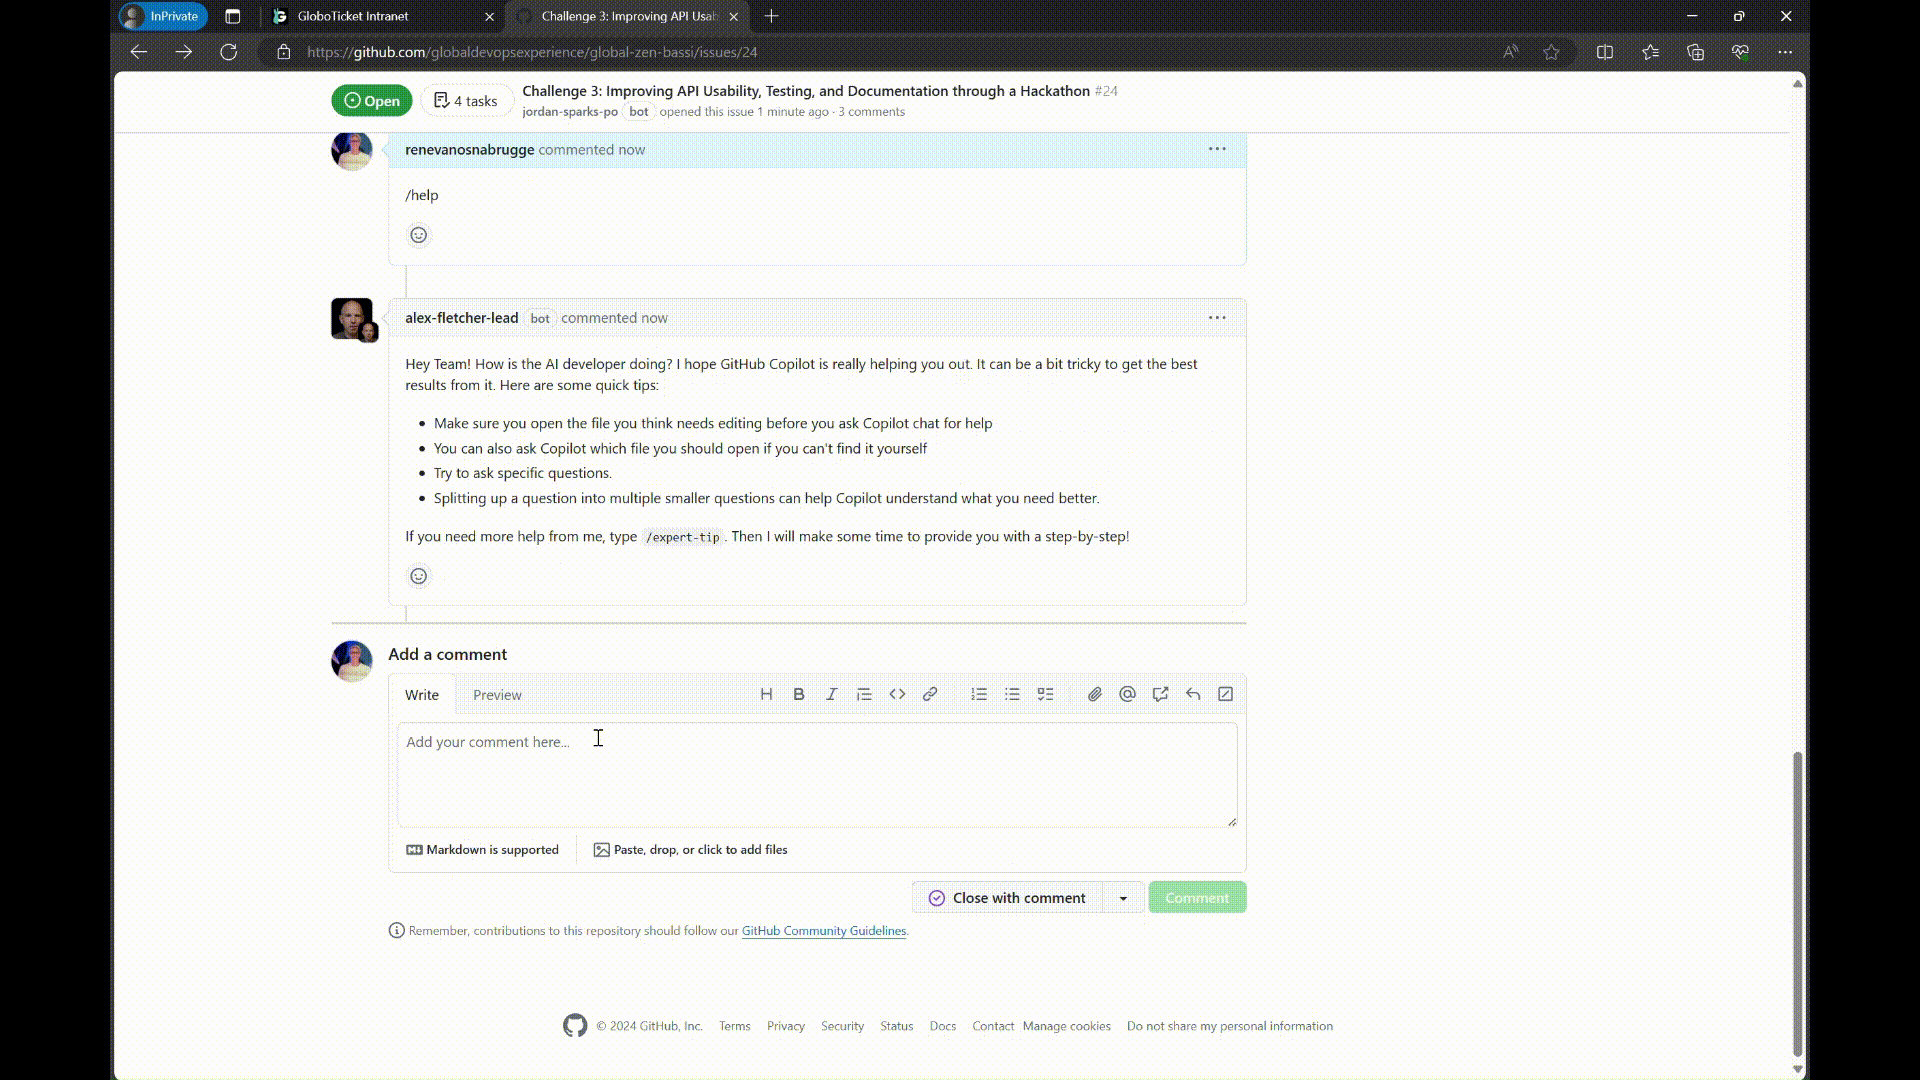 InPrivate
GloboTicket Intranet
Challenge 3: Improving API Usab
https://github.com/globaldevopsexperience/global-zen-bassi/issues/24
Open
4 tasks
Challenge 3: Improving API Usability, Testing, and Documentation through a Hackathon #24
jordan-sparks-po bot opened this issue 1 minute ago · 3 comments
renevanosnabrugge commented now
/help
alex-fletcher-lead bot commented now
Hey Team! How is the AI developer doing? I hope GitHub Copilot is really helping you out. It can be a bit tricky to get the best
results from it. Here are some quick tips:
• Make sure you open the file you think needs editing before you ask Copilot chat for help
• You can also ask Copilot which file you should open if you can't find it yourself
• Try to ask specific questions.
• Splitting up a question into multiple smaller questions can help Copilot understand what you need better.
If you need more help from me, type /expert-tip. Then I will make some time to provide you with a step-by-step!
Add a comment
Write Preview
Add your comment here...
Markdown is supported
Paste, drop, or click to add files
Close with comment
Comment
Remember, contributions to this repository should follow our GitHub Community Guidelines.
© 2024 GitHub, Inc. Terms Privacy Security Status Docs Contact Manage cookies Do not share my personal information